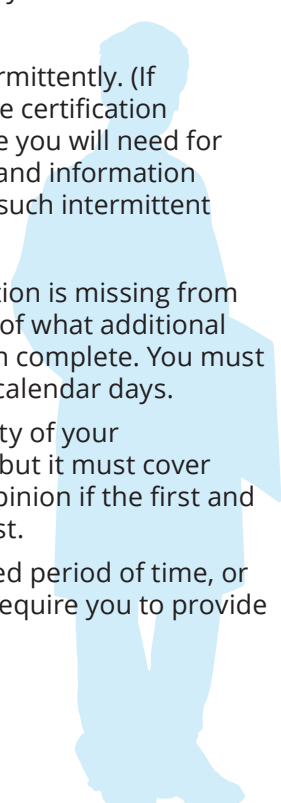 rmittently. (If
e certification
e you will need for
and information
such intermittent
tion is missing from
of what additional
n complete. You must
calendar days.
ty of your
but it must cover
pinion if the first and
st.
ed period of time, or
equire you to provide